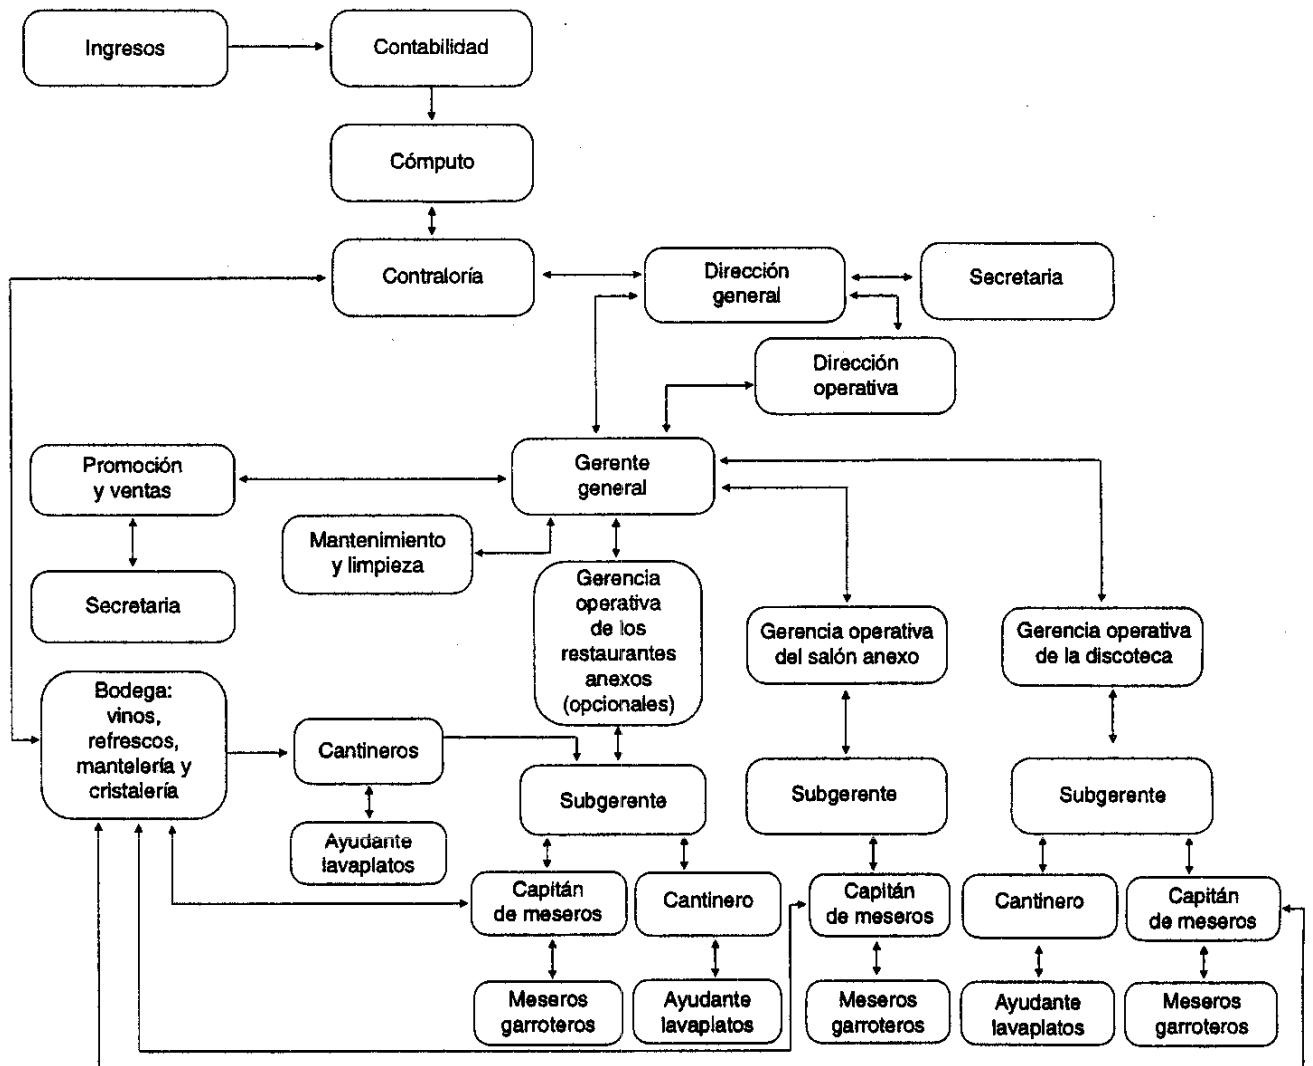 Ingresos
Contabilidad
Cómputo
Contraloría
Dirección
general
Secretaria
Dirección
operativa
Promoción
y ventas
Gerente
general
Mantenimiento
y limpieza
Secretaria
Gerencia
operativa
de los
restaurantes
anexos
(opcionales)
Gerencia operativa
del salón anexo
Gerencia operativa
de la discoteca
Bodega:
vinos,
refrescos,
mantelería y
cristalería
Cantineros
Ayudante
lavaplatos
Subgerente
Subgerente
Subgerente
Capitán
de meseros
Cantinero
Capitán
de meseros
Cantinero
Capitán
de meseros
Meseros
garroteros
Ayudante
lavaplatos
Meseros
garroteros
Ayudante
lavaplatos
Meseros
garroteros